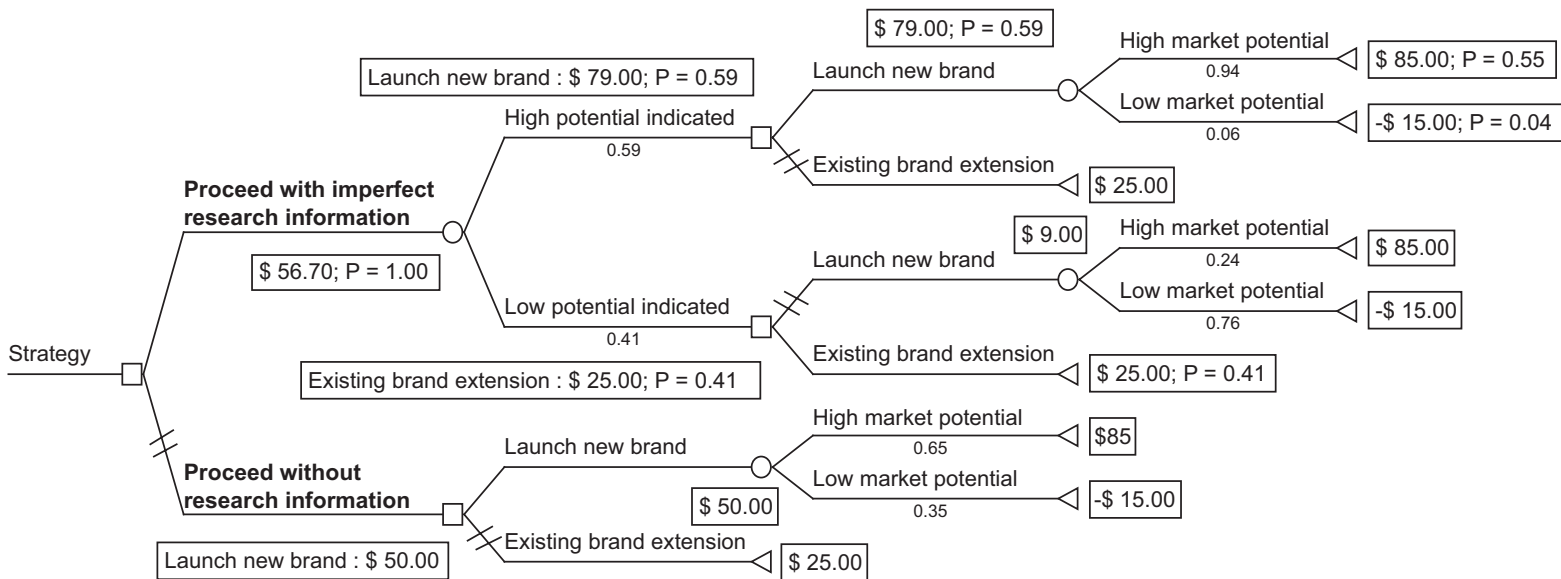 $ 79.00; P = 0.59
High market potential
0.94
$ 85.00; P = 0.55
Launch new brand : $ 79.00; P = 0.59
Launch new brand
Low market potential
0.06
-$ 15.00; P = 0.04
High potential indicated
0.59
Existing brand extension
$ 25.00
Proceed with imperfect
research information
$ 56.70; P = 1.00
$ 9.00
High market potential
0.24
$ 85.00
Launch new brand
Low market potential
0.76
-$ 15.00
Low potential indicated
0.41
Existing brand extension
$ 25.00; P = 0.41
Existing brand extension : $ 25.00; P = 0.41
Strategy
High market potential
0.65
$85
Launch new brand
Low market potential
0.35
-$ 15.00
$ 50.00
Proceed without
research information
Existing brand extension
$ 25.00
Launch new brand : $ 50.00